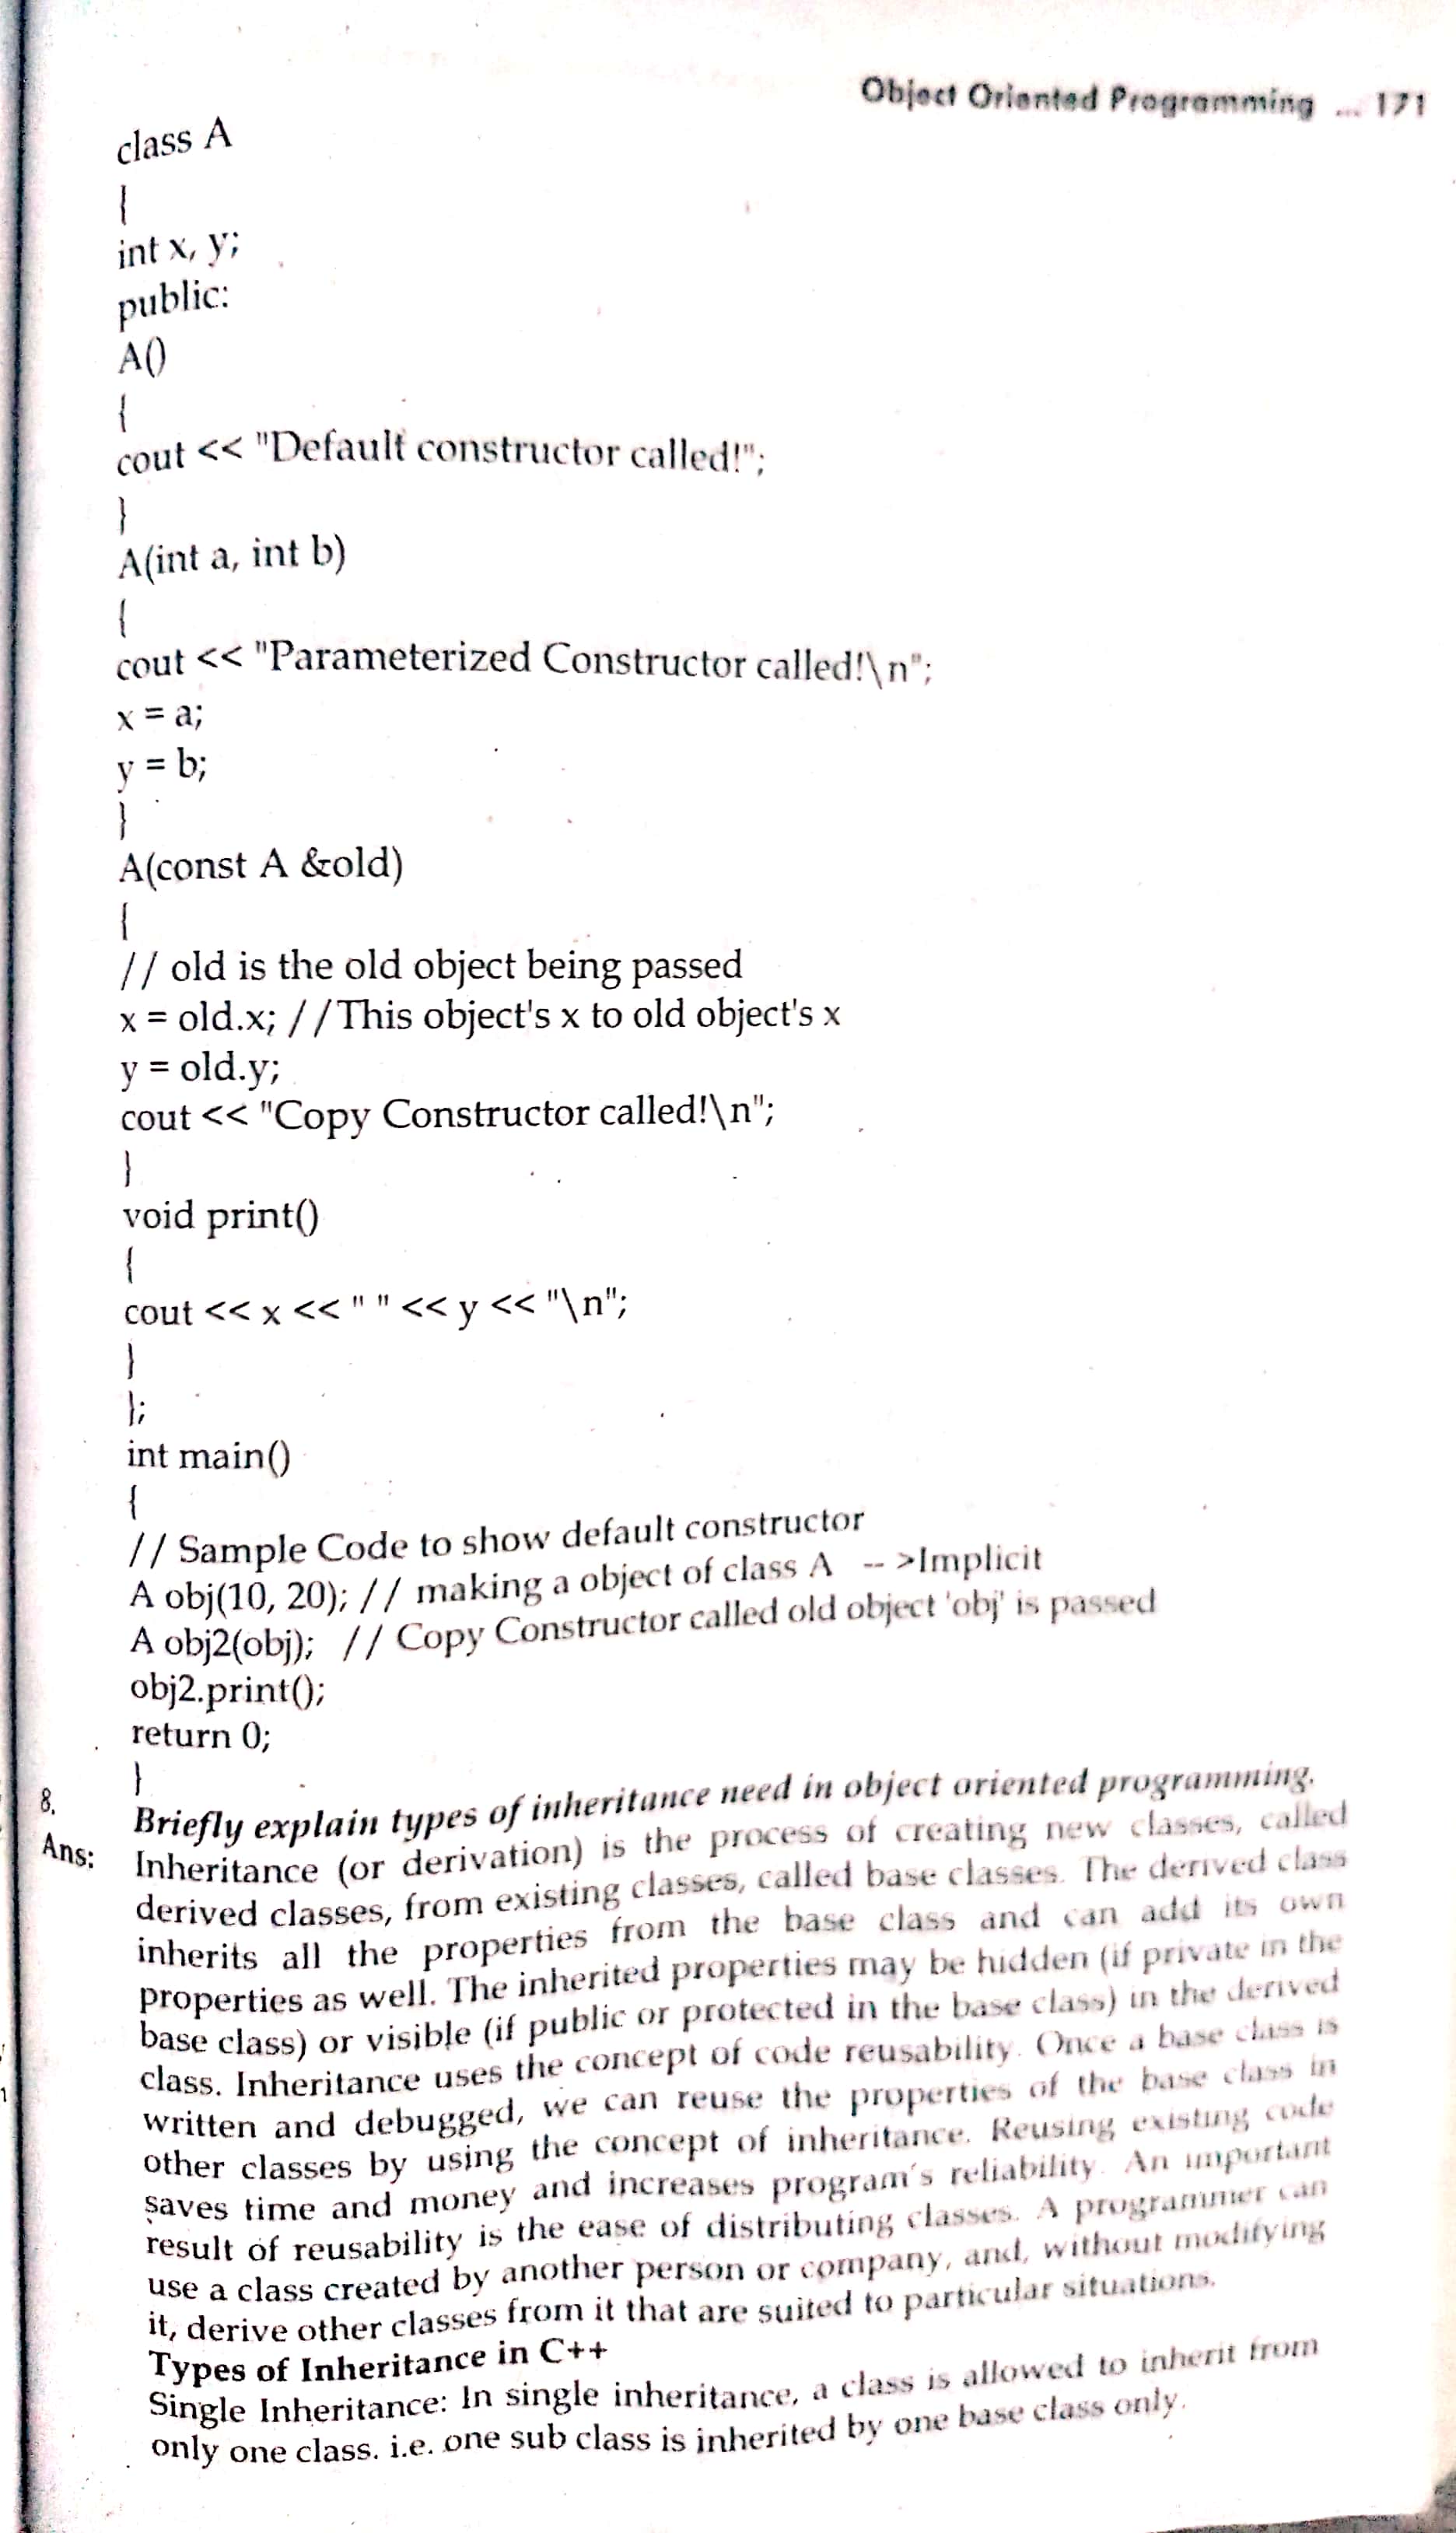 Object Oriented Programming ... 171
class A
{
int x, y;
public:
A()
{
cout << "Default constructor called!";
}
A(int a, int b)
{
cout << "Parameterized Constructor called!\n";
x = a;
y = b;
}
A(const A &old)
{
// old is the old object being passed
x = old.x; //This object's x to old object's x
y = old.y;
cout << "Copy Constructor called!\n";
}
void print()
{
cout << x << " " << y << "\n";
}
};
int main()
{
// Sample Code to show default constructor
A obj(10, 20); // making a object of class A -- >Implicit
A obj2(obj); // Copy Constructor called old object 'obj' is passed
obj2.print();
return 0;
}
8. Briefly explain types of inheritance need in object oriented programming.
Ans: Inheritance (or derivation) is the process of creating new classes, called
derived classes, from existing classes, called base classes. The derived class
inherits all the properties from the base class and can add its own
properties as well. The inherited properties may be hidden (if private in the
base class) or visible (if public or protected in the base class) in the derived
class. Inheritance uses the concept of code reusability. Once a base class is
written and debugged, we can reuse the properties of the base class in
other classes by using the concept of inheritance. Reusing existing code
saves time and money and increases program's reliability. An important
result of reusability is the ease of distributing classes. A programmer can
use a class created by another person or company, and, without modifying
it, derive other classes from it that are suited to particular situations.
Types of Inheritance in C++
Single Inheritance: In single inheritance, a class is allowed to inherit from
only one class. i.e. one sub class is inherited by one base class only.